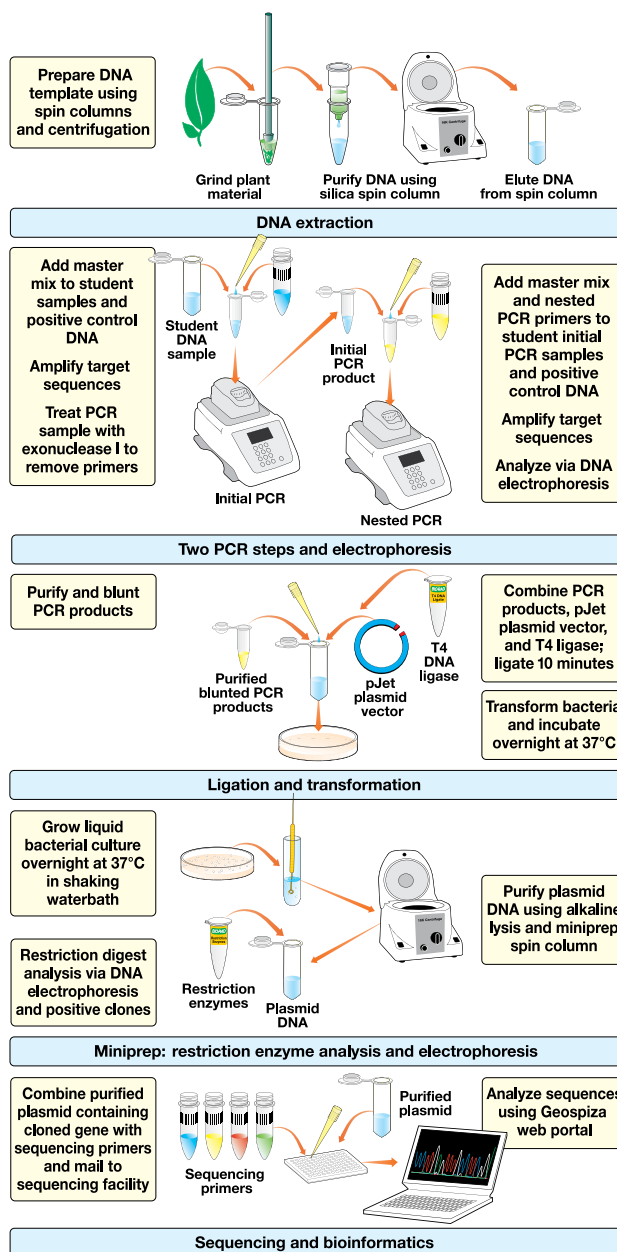 Prepare DNA
template using
spin columns
and centrifugation
Grind plant
material
Purify DNA using
silica spin column
Elute DNA
from spin column
DNA extraction
Add master
mix to student
samples and
positive control
DNA
Amplify target
sequences
Treat PCR
sample with
exonuclease I to
remove primers
Student
DNA
sample
Initial PCR
Initial
PCR
product
Nested PCR
Add master mix
and nested
PCR primers to
student initial
PCR samples
and positive
control DNA
Amplify target
sequences
Analyze via DNA
electrophoresis
Two PCR steps and electrophoresis
Purify and blunt
PCR products
Purified
blunted PCR
products
pJet
plasmid
vector
BIO-RAD
T4 DNA
Ligase
T4
DNA
ligase
Combine PCR
products, pJet
plasmid vector,
and T4 ligase;
ligate 10 minutes
Transform bacteria
and incubate
overnight at 37°C
Ligation and transformation
Grow liquid
bacterial culture
overnight at 37°C
in shaking
waterbath
Restriction digest
analysis via DNA
electrophoresis
and positive clones
BIO-RAD
Restriction
enzymes
Plasmid
DNA
Purify plasmid
DNA using alkaline
lysis and miniprep
spin column
Miniprep: restriction enzyme analysis and electrophoresis
Combine purified
plasmid containing
cloned gene with
sequencing primers
and mail to
sequencing facility
Sequencing
primers
Purified
plasmid
Analyze sequences
using Geospiza
web portal
Sequencing and bioinformatics